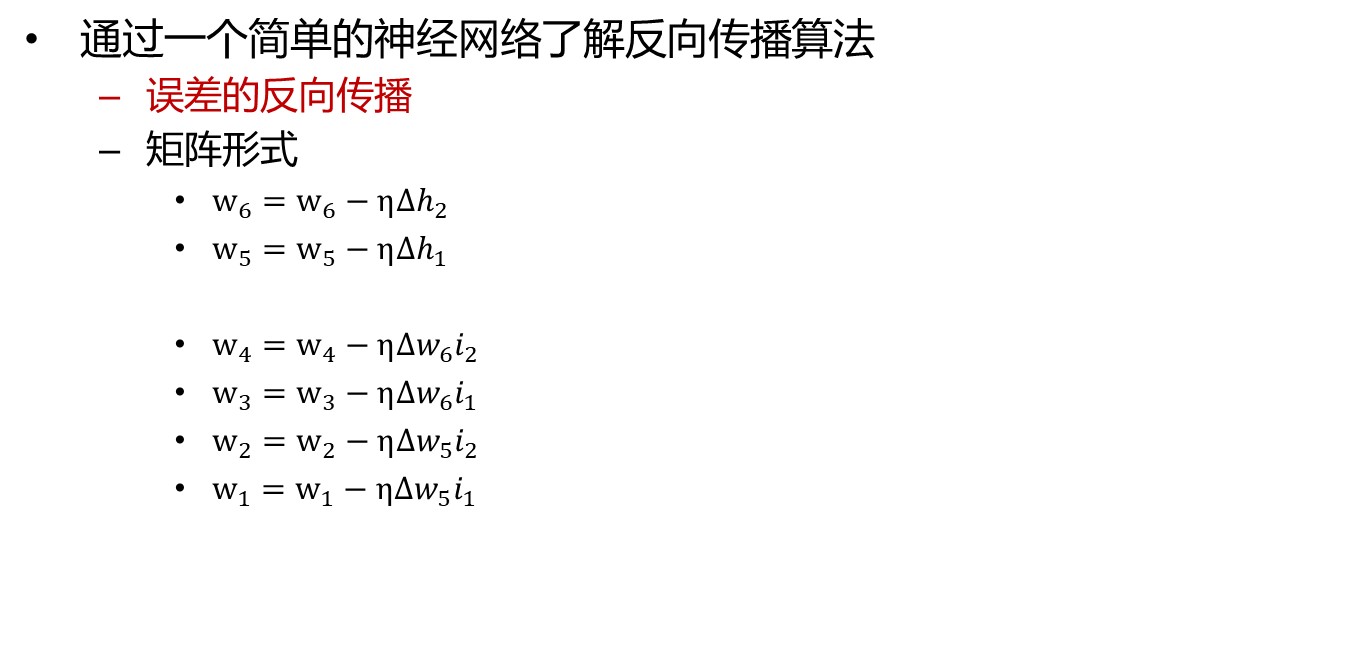 • 通过一个简单的神经网络了解反向传播算法
– 误差的反向传播
– 矩阵形式
• w₆ = w₆ − ηΔh₂
• w₅ = w₅ − ηΔh₁
• w₄ = w₄ − ηΔw₆i₂
• w₃ = w₃ − ηΔw₆i₁
• w₂ = w₂ − ηΔw₅i₂
• w₁ = w₁ − ηΔw₅i₁